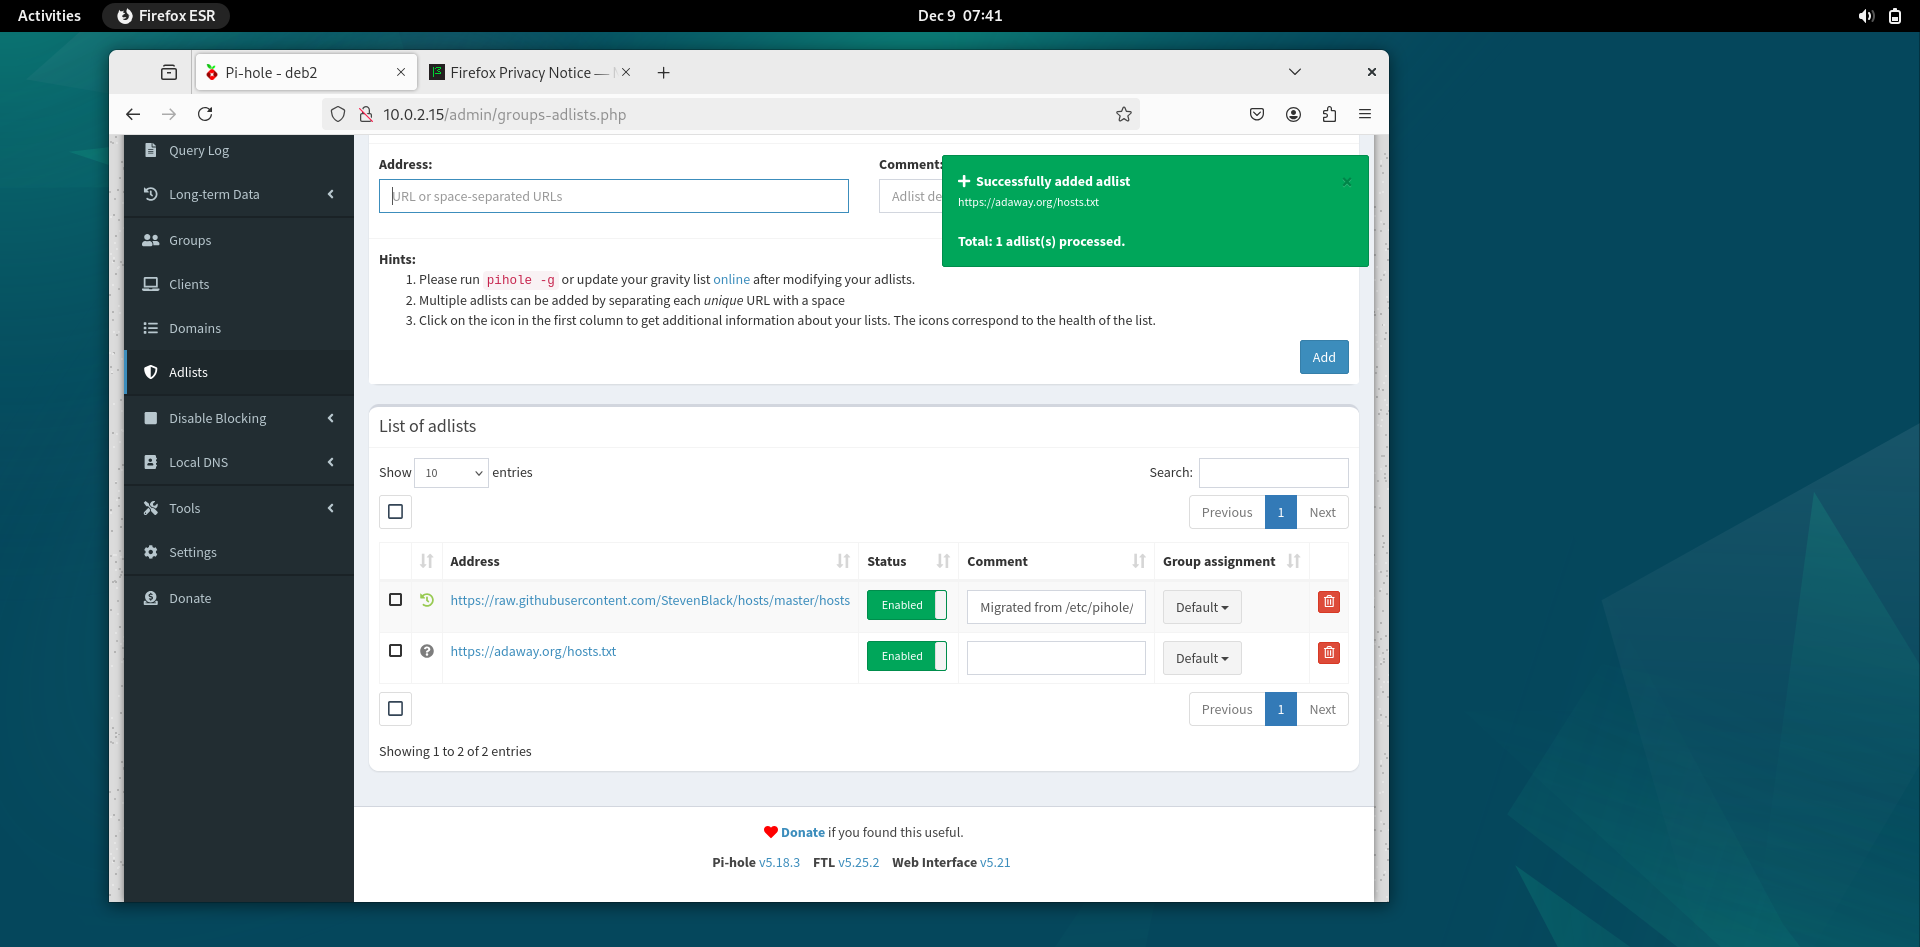 Activities
Firefox ESR
Dec 9 07:41
Pi-hole - deb2
Firefox Privacy Notice —
10.0.2.15/admin/groups-adlists.php
Query Log
Long-term Data
Groups
Clients
Domains
Adlists
Disable Blocking
Local DNS
Tools
Settings
Donate
Address:
Comment:
URL or space-separated URLs
Adlist de
Successfully added adlist
https://adaway.org/hosts.txt
Total: 1 adlist(s) processed.
Hints:
1. Please run pihole -g or update your gravity list online after modifying your adlists.
2. Multiple adlists can be added by separating each unique URL with a space
3. Click on the icon in the first column to get additional information about your lists. The icons correspond to the health of the list.
Add
List of adlists
Show 10 entries
Search:
Previous 1 Next
Address Status Comment Group assignment
https://raw.githubusercontent.com/StevenBlack/hosts/master/hosts Enabled Migrated from /etc/pihole/ Default
https://adaway.org/hosts.txt Enabled Default
Previous 1 Next
Showing 1 to 2 of 2 entries
Donate if you found this useful.
Pi-hole v5.18.3 FTL v5.25.2 Web Interface v5.21